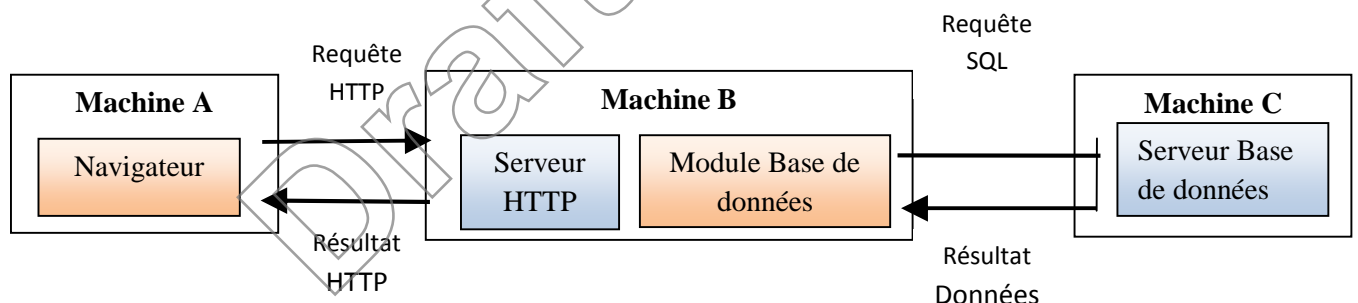 Draft
Requête
HTTP
Requête
SQL
Machine A
Navigateur
Machine B
Serveur
HTTP
Module Base de
données
Machine C
Serveur Base
de données
Résultat
HTTP
Résultat
Données